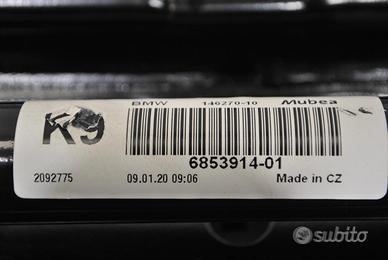 BMW 146270-10 Mubea
K9
6853914-01
2092775 09.01.20 09:06 Made in CZ
subito